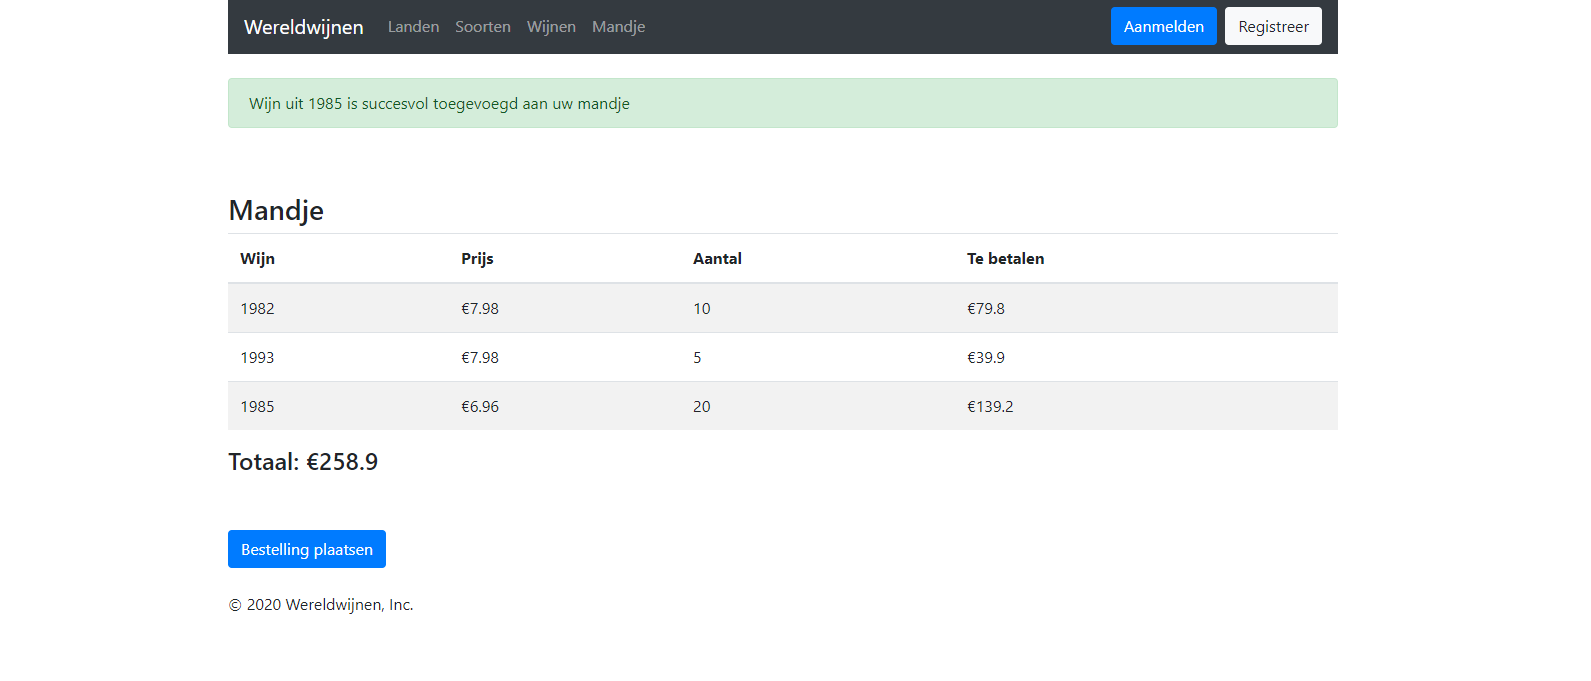 Wereldwijnen Landen Soorten Wijnen Mandje Aanmelden Registreer
Wijn uit 1985 is succesvol toegevoegd aan uw mandje
Mandje
Wijn Prijs Aantal Te betalen
1982 €7.98 10 €79.8
1993 €7.98 5 €39.9
1985 €6.96 20 €139.2
Totaal: €258.9
Bestelling plaatsen
© 2020 Wereldwijnen, Inc.